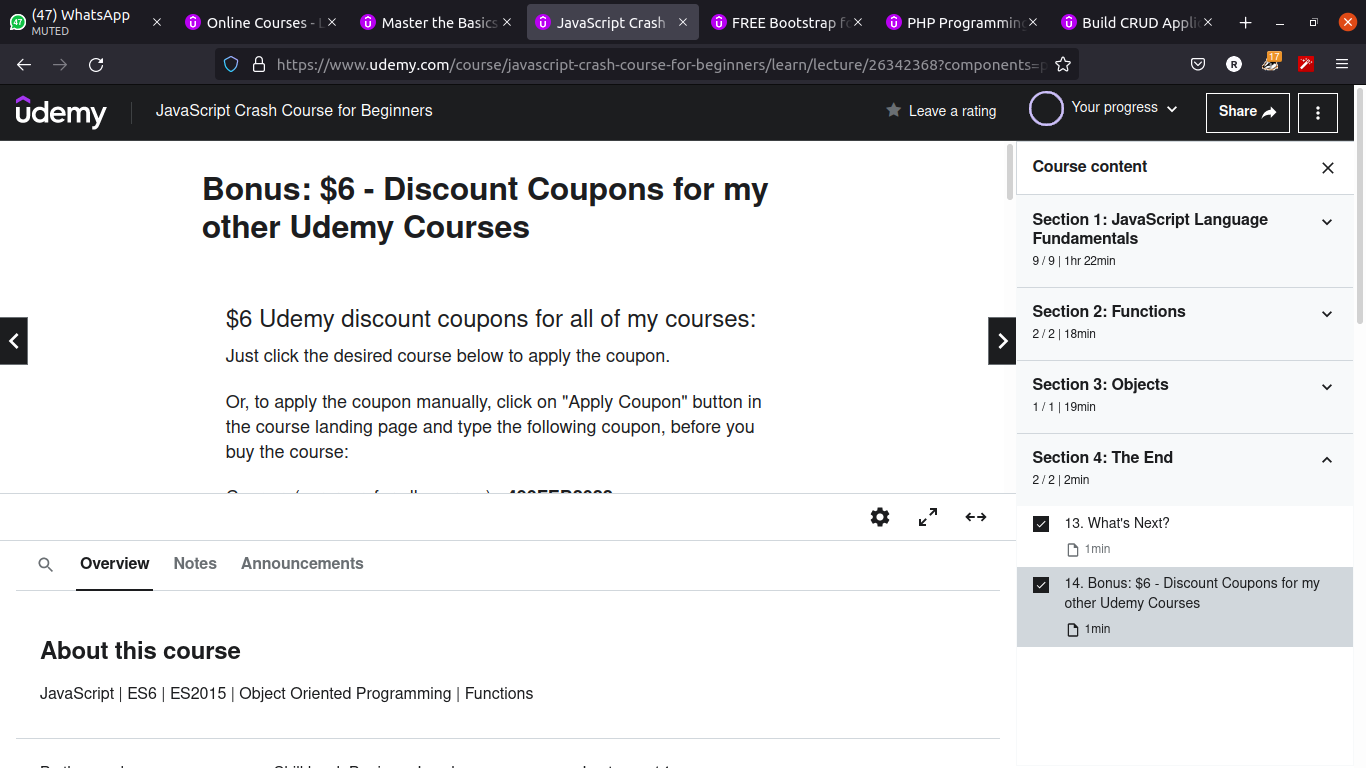 (47) WhatsApp
MUTED
Online Courses - L
Master the Basics
JavaScript Crash
FREE Bootstrap fo
PHP Programming
Build CRUD Appli
https://www.udemy.com/course/javascript-crash-course-for-beginners/learn/lecture/26342368?components=p
R
17
udemy
JavaScript Crash Course for Beginners
Leave a rating
Your progress
Share
Bonus: $6 - Discount Coupons for my
other Udemy Courses
$6 Udemy discount coupons for all of my courses:
Just click the desired course below to apply the coupon.
Or, to apply the coupon manually, click on "Apply Coupon" button in
the course landing page and type the following coupon, before you
buy the course:
Overview
Notes
Announcements
About this course
JavaScript | ES6 | ES2015 | Object Oriented Programming | Functions
Course content
Section 1: JavaScript Language
Fundamentals
9 / 9 | 1hr 22min
Section 2: Functions
2 / 2 | 18min
Section 3: Objects
1 / 1 | 19min
Section 4: The End
2 / 2 | 2min
13. What's Next?
1min
14. Bonus: $6 - Discount Coupons for my
other Udemy Courses
1min